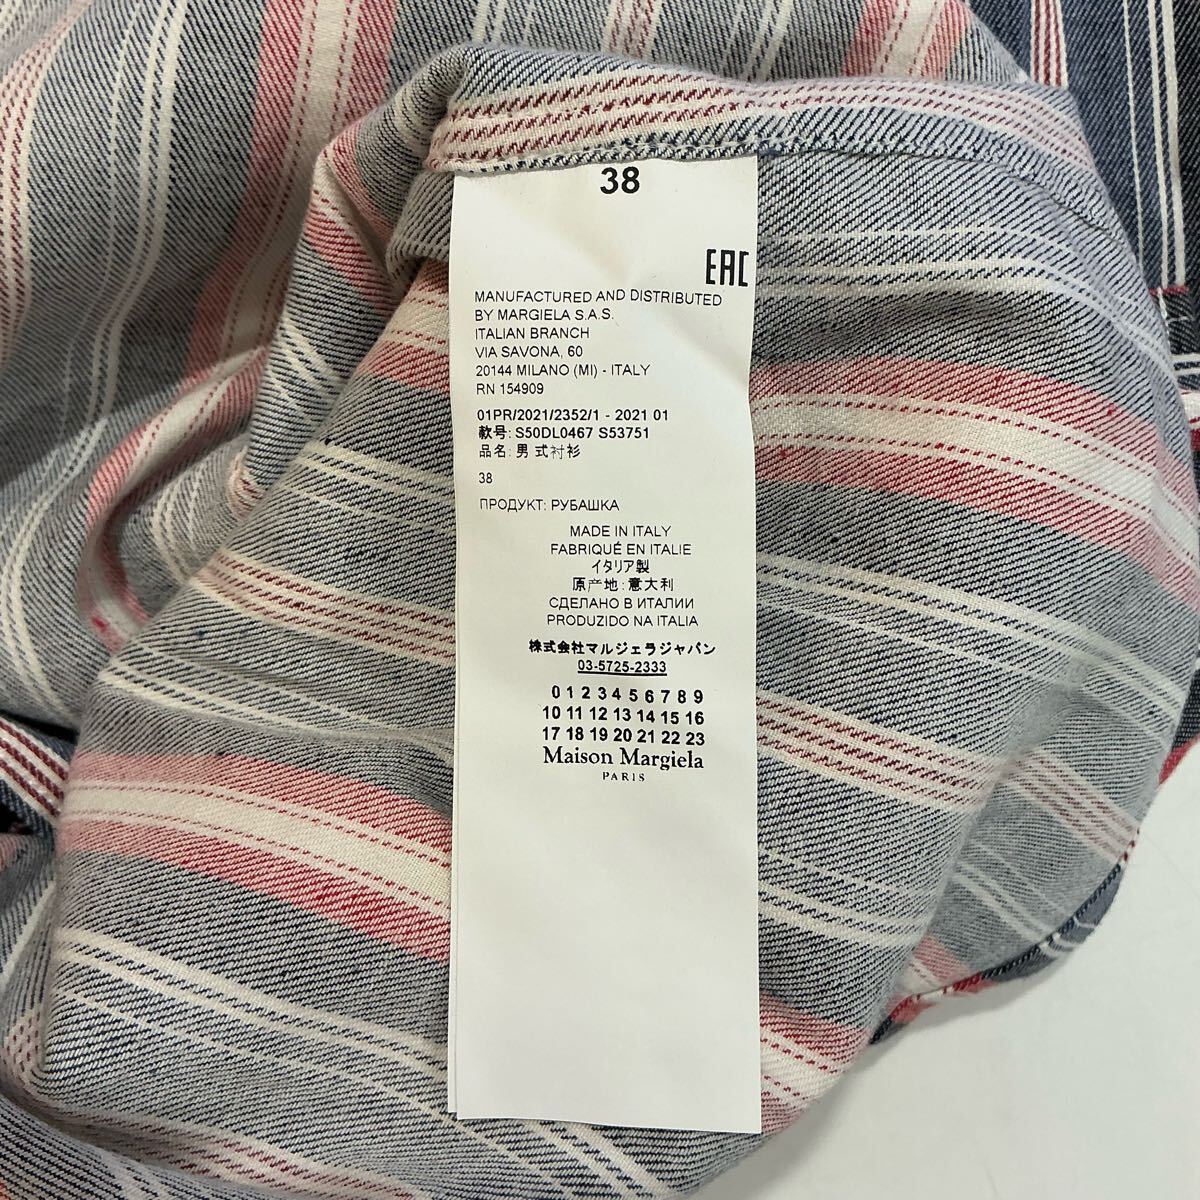 38
EAC
MANUFACTURED AND DISTRIBUTED
BY MARGIELA S.A.S.
ITALIAN BRANCH
VIA SAVONA, 60
20144 MILANO (MI) - ITALY
RN 154909
01PR/2021/2352/1 - 2021 01
款号: S50DL0467 S53751
品名: 男 式衬衫
38
ПРОДУКТ: РУБАШКА
MADE IN ITALY
FABRIQUÉ EN ITALIE
イタリア製
原产地: 意大利
СДЕЛАНО В ИТАЛИИ
PRODUZIDO NA ITALIA
株式会社マルジェラジャパン
03-5725-2333
0 1 2 3 4 5 6 7 8 9
10 11 12 13 14 15 16
17 18 19 20 21 22 23
Maison Margiela
PARIS